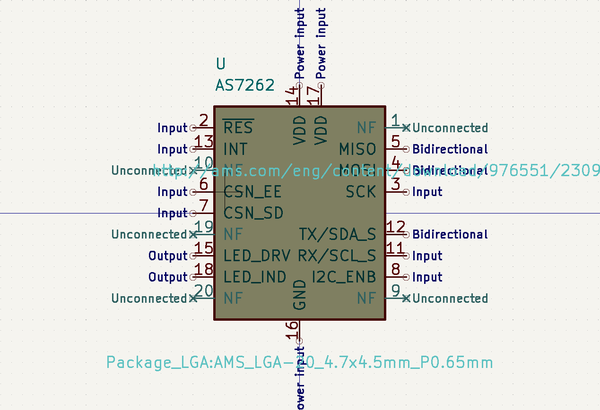 Power input
Power input
U
AS7262
14
17
VDD
VDD
Input 2 RES
NF 1 Unconnected
Input 13 INT
MISO 5 Bidirectional
Unconnected 10 NF
MOSI 4 Bidirectional
http://ams.com/eng/content/download/976551/2309
Input 6 CSN_EE
SCK 3 Input
Input 7 CSN_SD
Unconnected 19 NF
TX/SDA_S 12 Bidirectional
Output 15 LED_DRV
RX/SCL_S 11 Input
Output 18 LED_IND
I2C_ENB 8 Input
Unconnected 20 NF
NF 9 Unconnected
GND
16
Package_LGA:AMS_LGA-20_4.7x4.5mm_P0.65mm
ower input